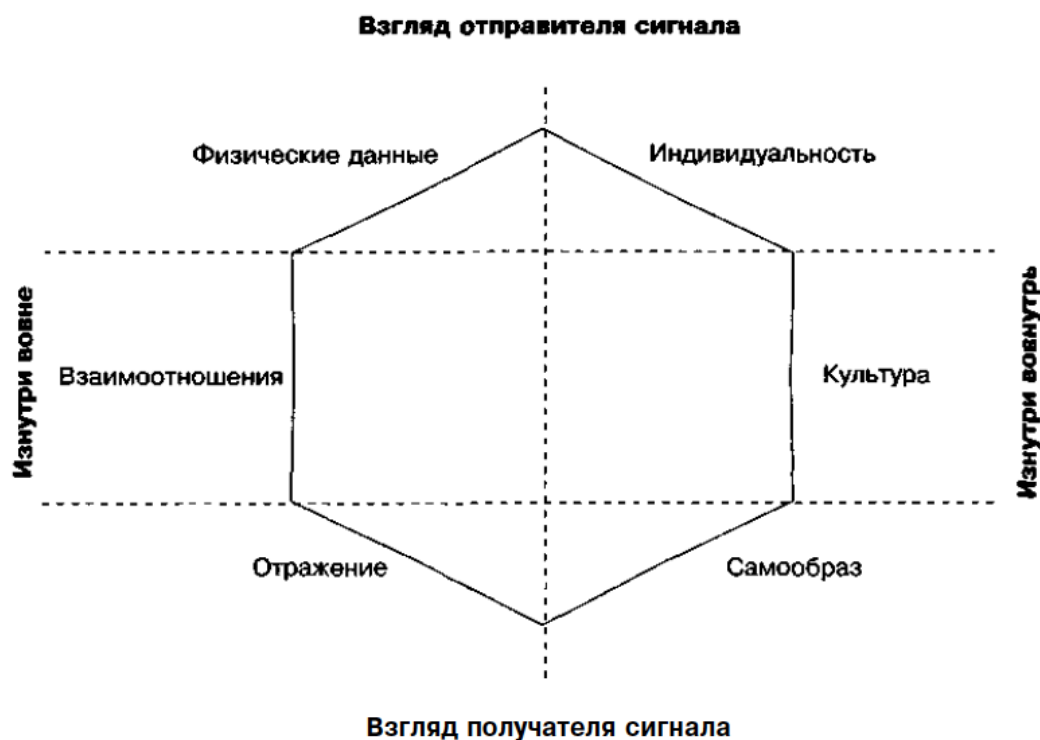 Взгляд отправителя сигнала
Физические данные
Индивидуальность
Изнутри вовне
Взаимоотношения
Культура
Изнутри вовнутрь
Отражение
Самообраз
Взгляд получателя сигнала